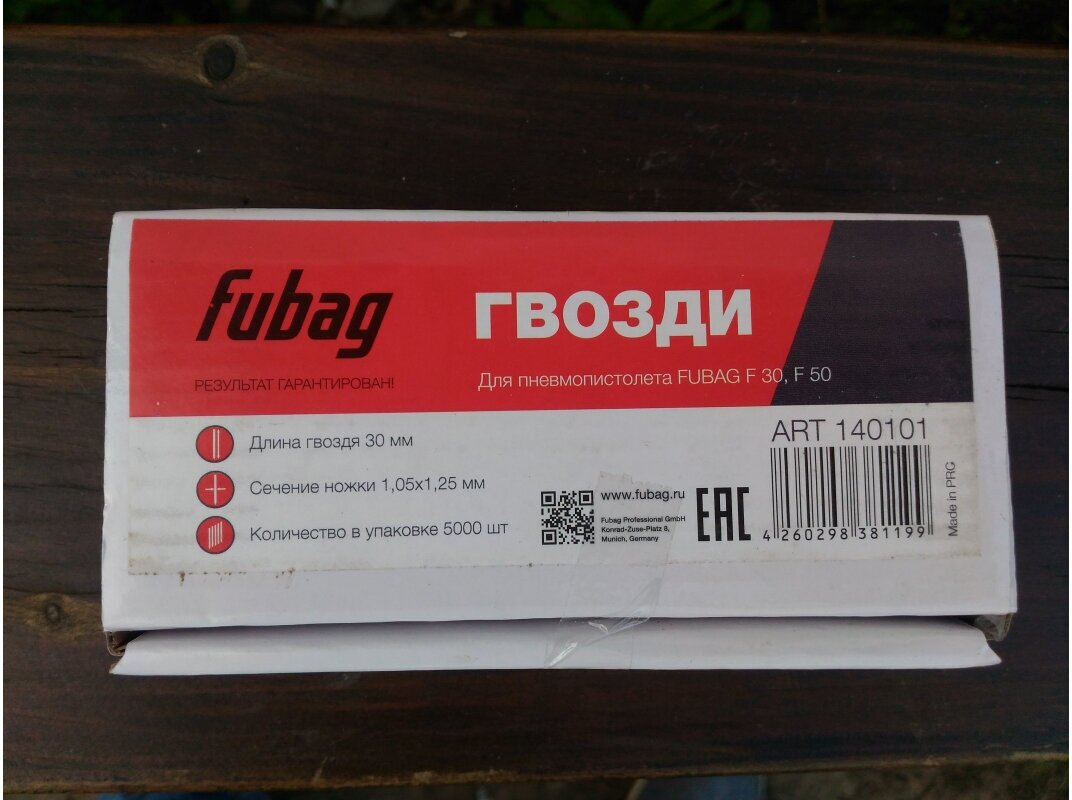 fubag
РЕЗУЛЬТАТ ГАРАНТИРОВАН!
ГВОЗДИ
Для пневмопистолета FUBAG F 30, F 50
Длина гвоздя 30 мм
Сечение ножки 1,05x1,25 мм
Количество в упаковке 5000 шт
www.fubag.ru
Fubag Professional GmbH
Konrad-Zuse-Platz 8,
Munich, Germany
EAC
ART 140101
4 260298 381199
Made in PRG